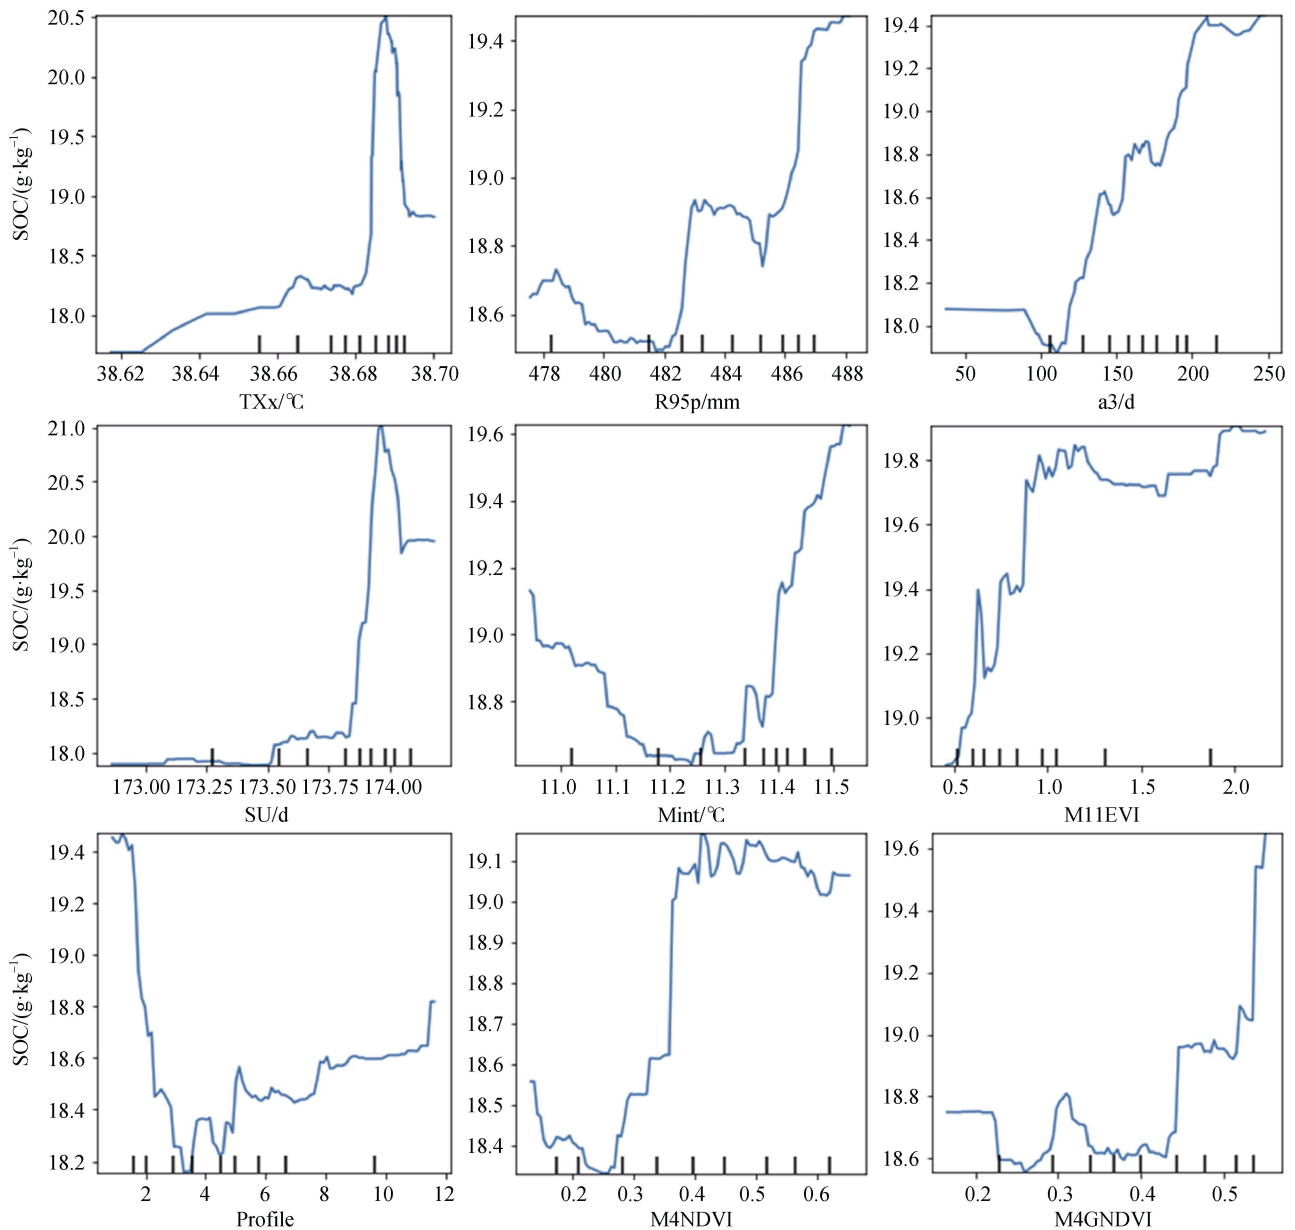 SOC/(g·kg⁻¹)
20.5
20.0
19.5
19.0
18.5
18.0
38.62 38.64 38.66 38.68 38.70
TXx/℃
19.4
19.2
19.0
18.8
18.6
478 480 482 484 486 488
R95p/mm
19.4
19.2
19.0
18.8
18.6
18.4
18.2
18.0
50 100 150 200 250
a3/d
SOC/(g·kg⁻¹)
21.0
20.5
20.0
19.5
19.0
18.5
18.0
173.00 173.25 173.50 173.75 174.00
SU/d
19.6
19.4
19.2
19.0
18.8
11.0 11.1 11.2 11.3 11.4 11.5
Mint/℃
19.8
19.6
19.4
19.2
19.0
0.5 1.0 1.5 2.0
M11EVI
SOC/(g·kg⁻¹)
19.4
19.2
19.0
18.8
18.6
18.4
18.2
2 4 6 8 10 12
Profile
19.1
19.0
18.9
18.8
18.7
18.6
18.5
18.4
0.2 0.3 0.4 0.5 0.6
M4NDVI
19.6
19.4
19.2
19.0
18.8
18.6
0.2 0.3 0.4 0.5
M4GNDVI